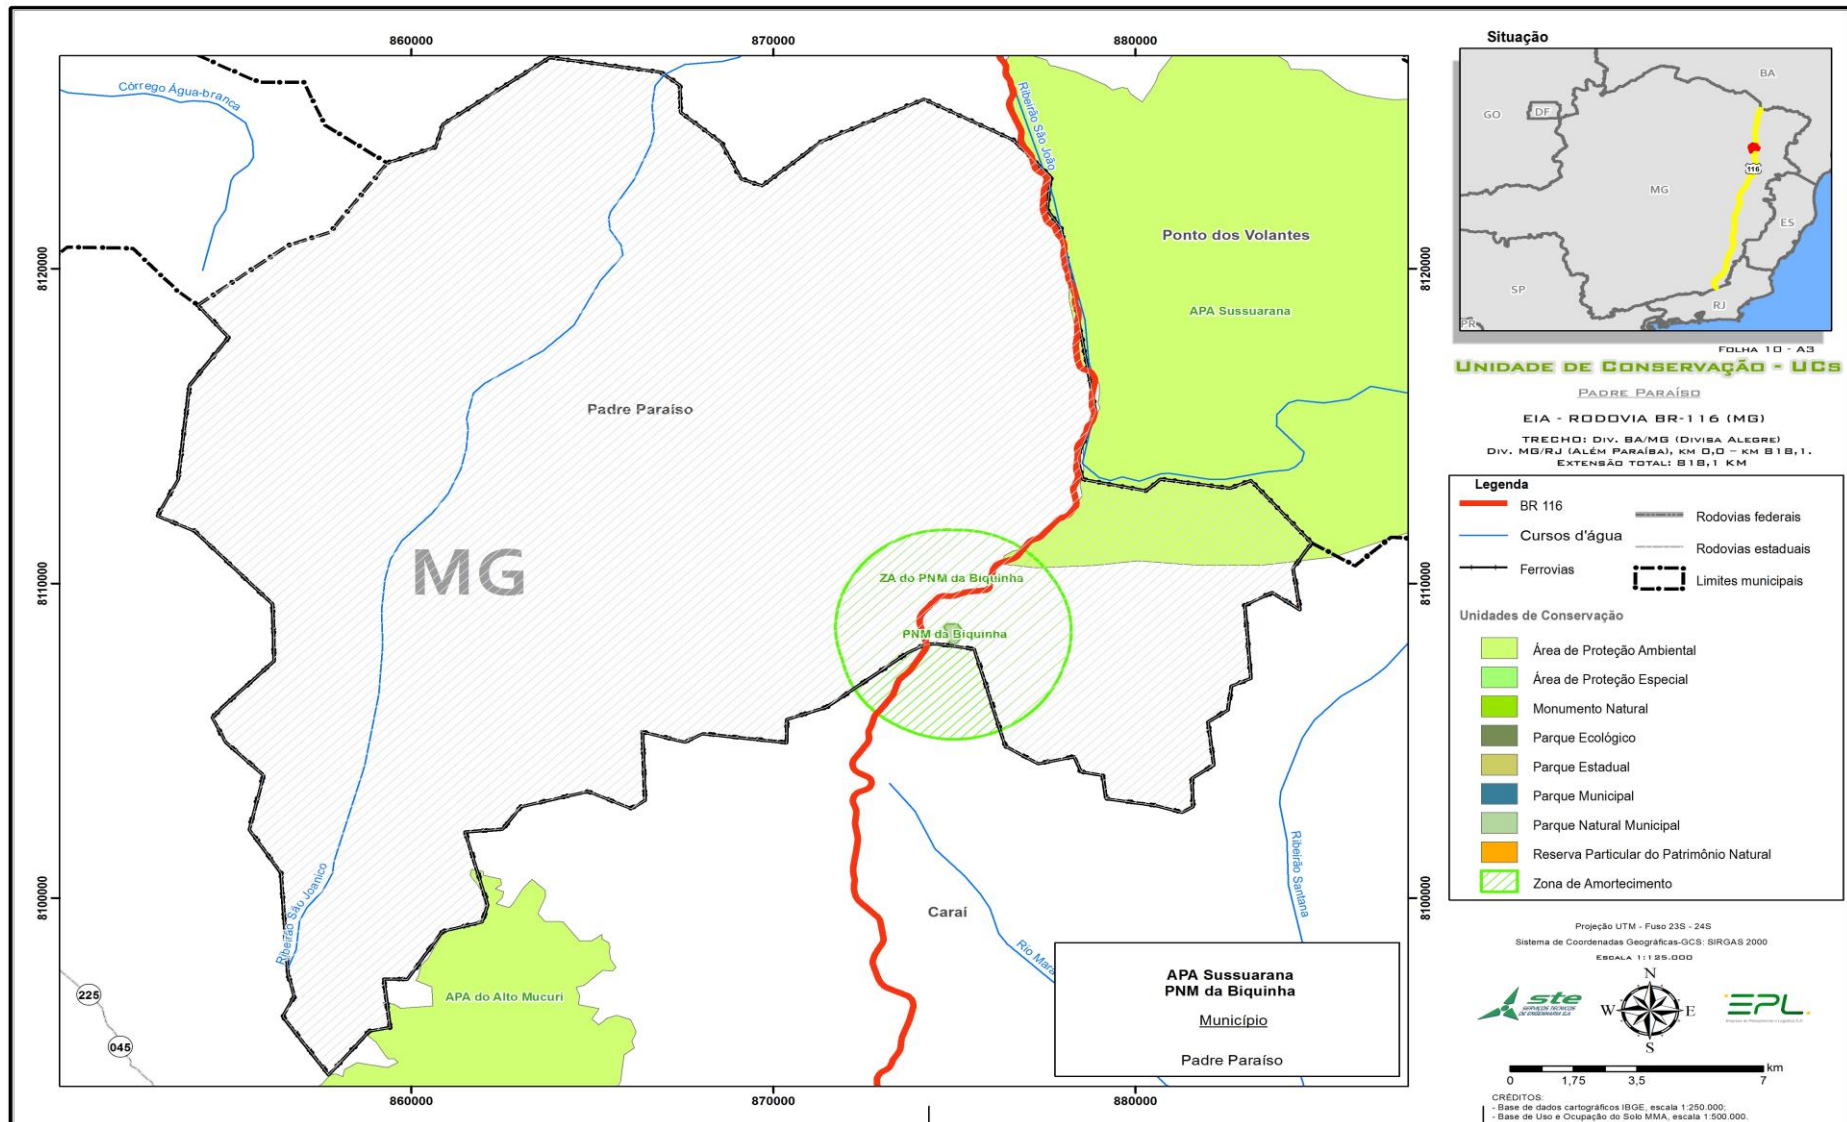 860000
870000
880000
Córrego Água-branca
Ribeirão São João
Ponto dos Volantes
APA Sussuarana
8120000
8120000
Padre Paraíso
MG
ZA do PNM da Biquinha
PNM da Biquinha
8110000
8110000
Ribeirão São Joanico
Ribeirão Santana
8100000
8100000
Caraí
Rio Mara
APA do Alto Mucuri
225
045
APA Sussuarana
PNM da Biquinha
Município
Padre Paraíso
860000
870000
880000
Situação
BA
GO
DF
116
MG
ES
SP
RJ
PR
FOLHA 10 - A3
UNIDADE DE CONSERVAÇÃO - UCs
PADRE PARAÍSO
EIA - RODOVIA BR-116 (MG)
TRECHO: DIV. BA/MG (DIVISA ALEGRE)
DIV. MG/RJ (ALÉM PARAÍBA), KM 0,0 – KM 818,1.
EXTENSÃO TOTAL: 818,1 KM
Legenda
BR 116
Cursos d'água
Ferrovias
Rodovias federais
Rodovias estaduais
Limites municipais
Unidades de Conservação
Área de Proteção Ambiental
Área de Proteção Especial
Monumento Natural
Parque Ecológico
Parque Estadual
Parque Municipal
Parque Natural Municipal
Reserva Particular do Patrimônio Natural
Zona de Amortecimento
Projeção UTM - Fuso 23S - 24S
Sistema de Coordenadas Geográficas-GCS: SIRGAS 2000
ESCALA 1:125.000
ste
SERVIÇOS TÉCNICOS
DE ENGENHARIA S.A
N
W
E
S
EPL
km
0
1,75
3,5
7
CRÉDITOS:
- Base de dados cartográficos IBGE, escala 1:250.000;
- Base de Uso e Ocupação do Solo MMA, escala 1:500.000.